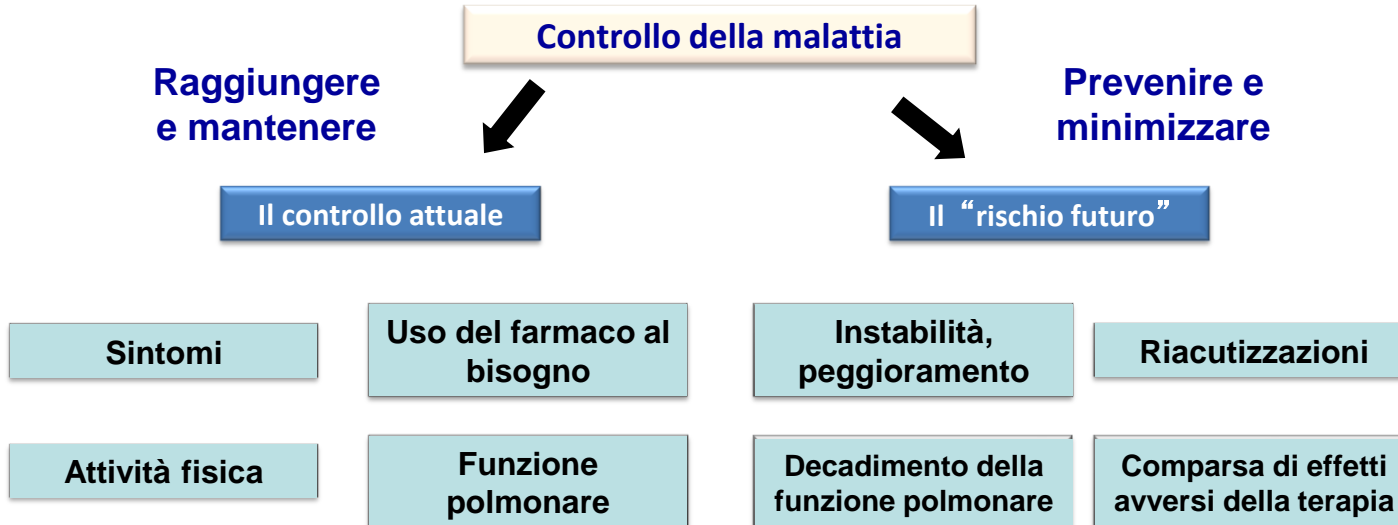 Controllo della malattia
Raggiungere
e mantenere
Prevenire e
minimizzare
Il controllo attuale
Il “rischio futuro”
Sintomi
Uso del farmaco al
bisogno
Instabilità,
peggioramento
Riacutizzazioni
Attività fisica
Funzione
polmonare
Decadimento della
funzione polmonare
Comparsa di effetti
avversi della terapia